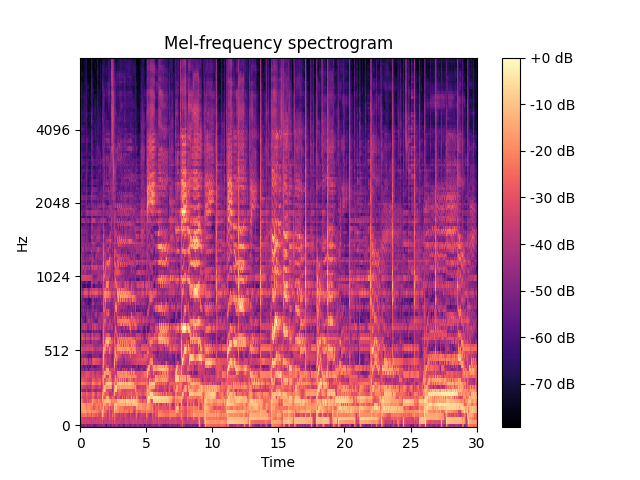 Mel-frequency spectrogram
Hz
4096
2048
1024
512
0
0 5 10 15 20 25 30
Time
+0 dB
-10 dB
-20 dB
-30 dB
-40 dB
-50 dB
-60 dB
-70 dB